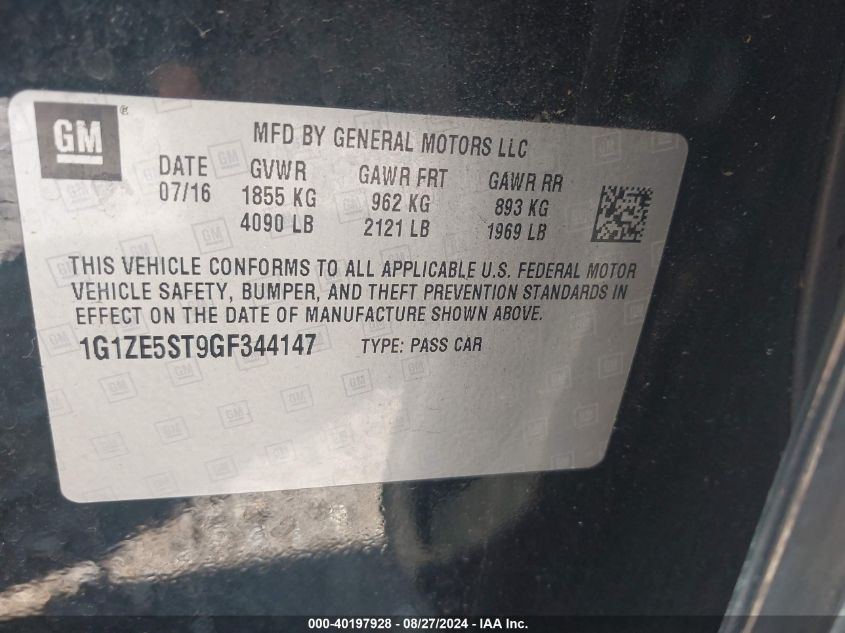 GM®
MFD BY GENERAL MOTORS LLC
DATE GVWR GAWR FRT GAWR RR
07/16 1855 KG 962 KG 893 KG
4090 LB 2121 LB 1969 LB
THIS VEHICLE CONFORMS TO ALL APPLICABLE U.S. FEDERAL MOTOR
VEHICLE SAFETY, BUMPER, AND THEFT PREVENTION STANDARDS IN
EFFECT ON THE DATE OF MANUFACTURE SHOWN ABOVE.
1G1ZE5ST9GF344147 TYPE: PASS CAR
000-40197928 - 08/27/2024 - IAA Inc.